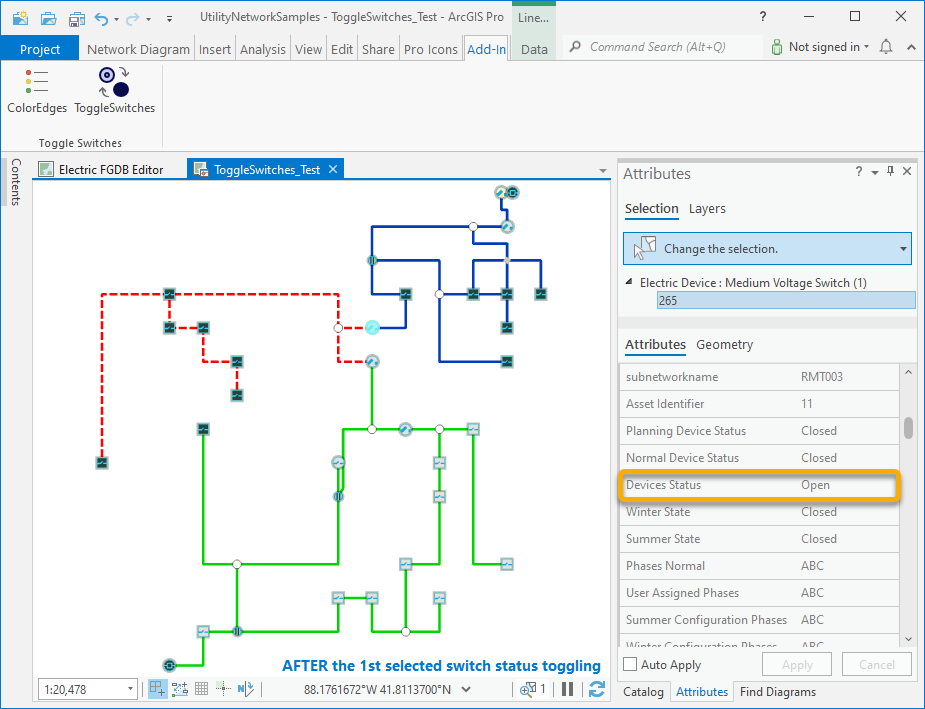 UtilityNetworkSamples - ToggleSwitches_Test - ArcGIS Pro
Line...
?
Project
Network Diagram
Insert
Analysis
View
Edit
Share
Pro Icons
Add-In
Data
Command Search (Alt+Q)
Not signed in
ColorEdges
ToggleSwitches
Toggle Switches
Contents
Electric FGDB Editor
ToggleSwitches_Test
Attributes
?
Selection
Layers
Change the selection.
Electric Device : Medium Voltage Switch (1)
265
Attributes
Geometry
subnetworkname RMT003
Asset Identifier 11
Planning Device Status Closed
Normal Device Status Closed
Devices Status Open
Winter State Closed
Summer State Closed
Phases Normal ABC
User Assigned Phases ABC
Summer Configuration Phases ABC
Winter Configuration Phases ABC
AFTER the 1st selected switch status toggling
Auto Apply
Apply
Cancel
1:20,478
N
88.1761672°W 41.8113700°N
1
Catalog
Attributes
Find Diagrams